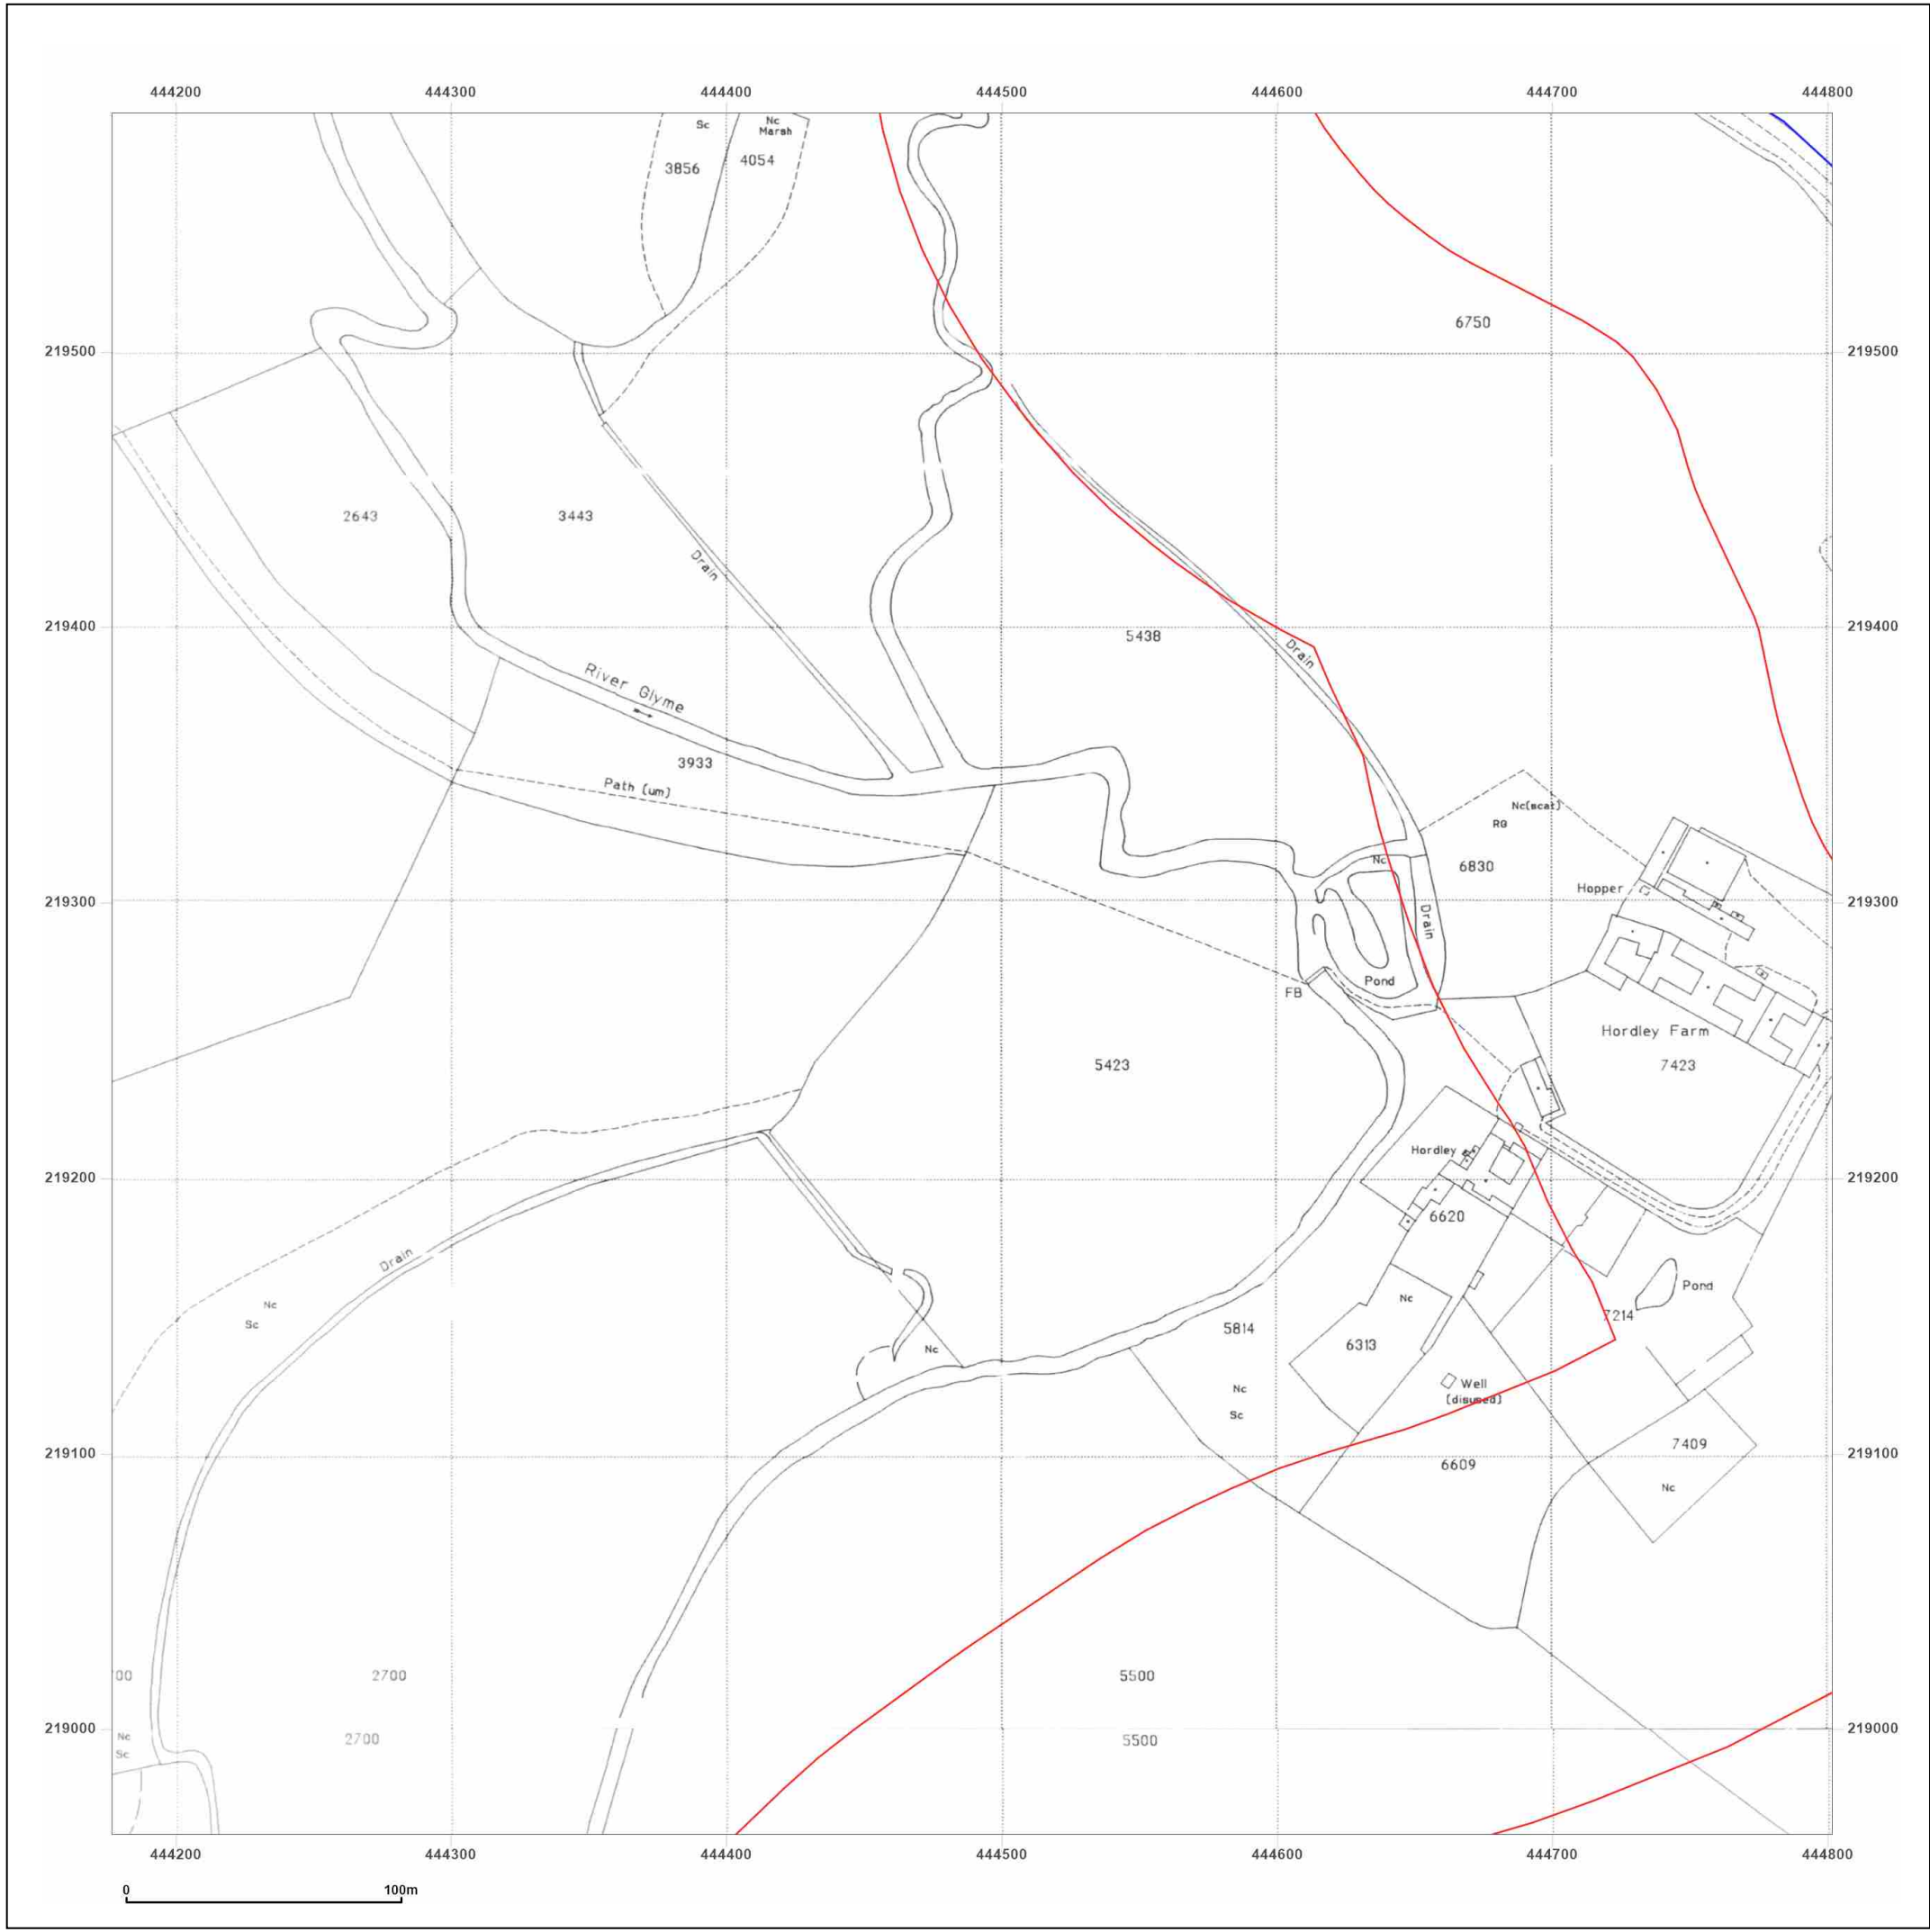 444200 444300 444400 444500 444600 444700 444800
Sc
Nc
Marsh
3856
4054
6750
219500
219500
2643
3443
Drain
219400
5438
219400
Drain
River Glyme
3933
Path (um)
Nc(scat)
RG
Nc
6830
Hopper
219300
219300
Drain
Pond
FB
Hordley Farm
5423
7423
Hordley
219200
219200
6620
Drain
Pond
Nc
Nc
Sc
7214
5814
6313
Nc
Well
(disused)
Nc
Sc
7409
219100
219100
6609
Nc
00
2700
5500
219000
219000
Nc
2700
5500
Sc
444200 444300 444400 444500 444600 444700 444800
0 100m